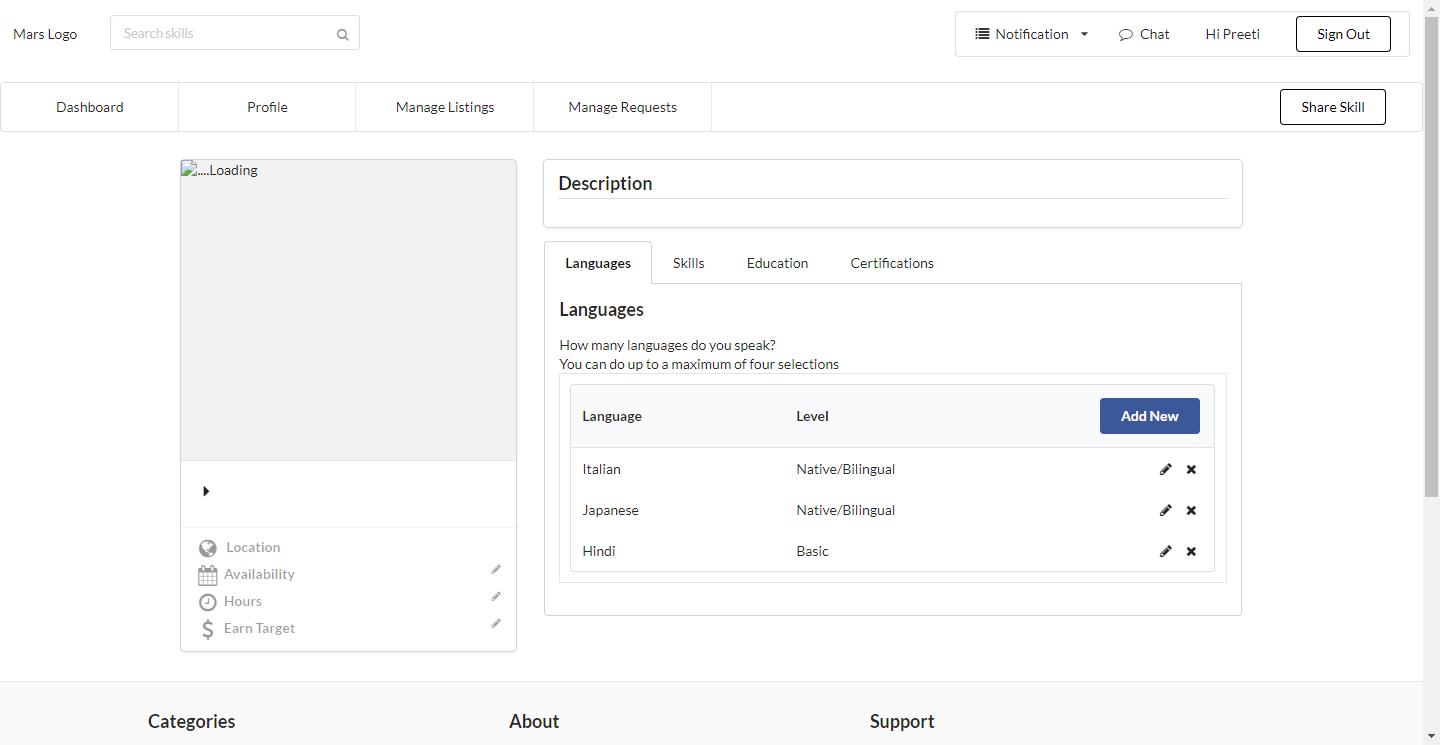 Mars Logo
Search skills
Notification
Chat
Hi Preeti
Sign Out
Dashboard
Profile
Manage Listings
Manage Requests
Share Skill
....Loading
Location
Availability
Hours
Earn Target
Description
Languages
Skills
Education
Certifications
Languages
How many languages do you speak?
You can do up to a maximum of four selections
Language
Level
Add New
Italian
Native/Bilingual
Japanese
Native/Bilingual
Hindi
Basic
Categories
About
Support